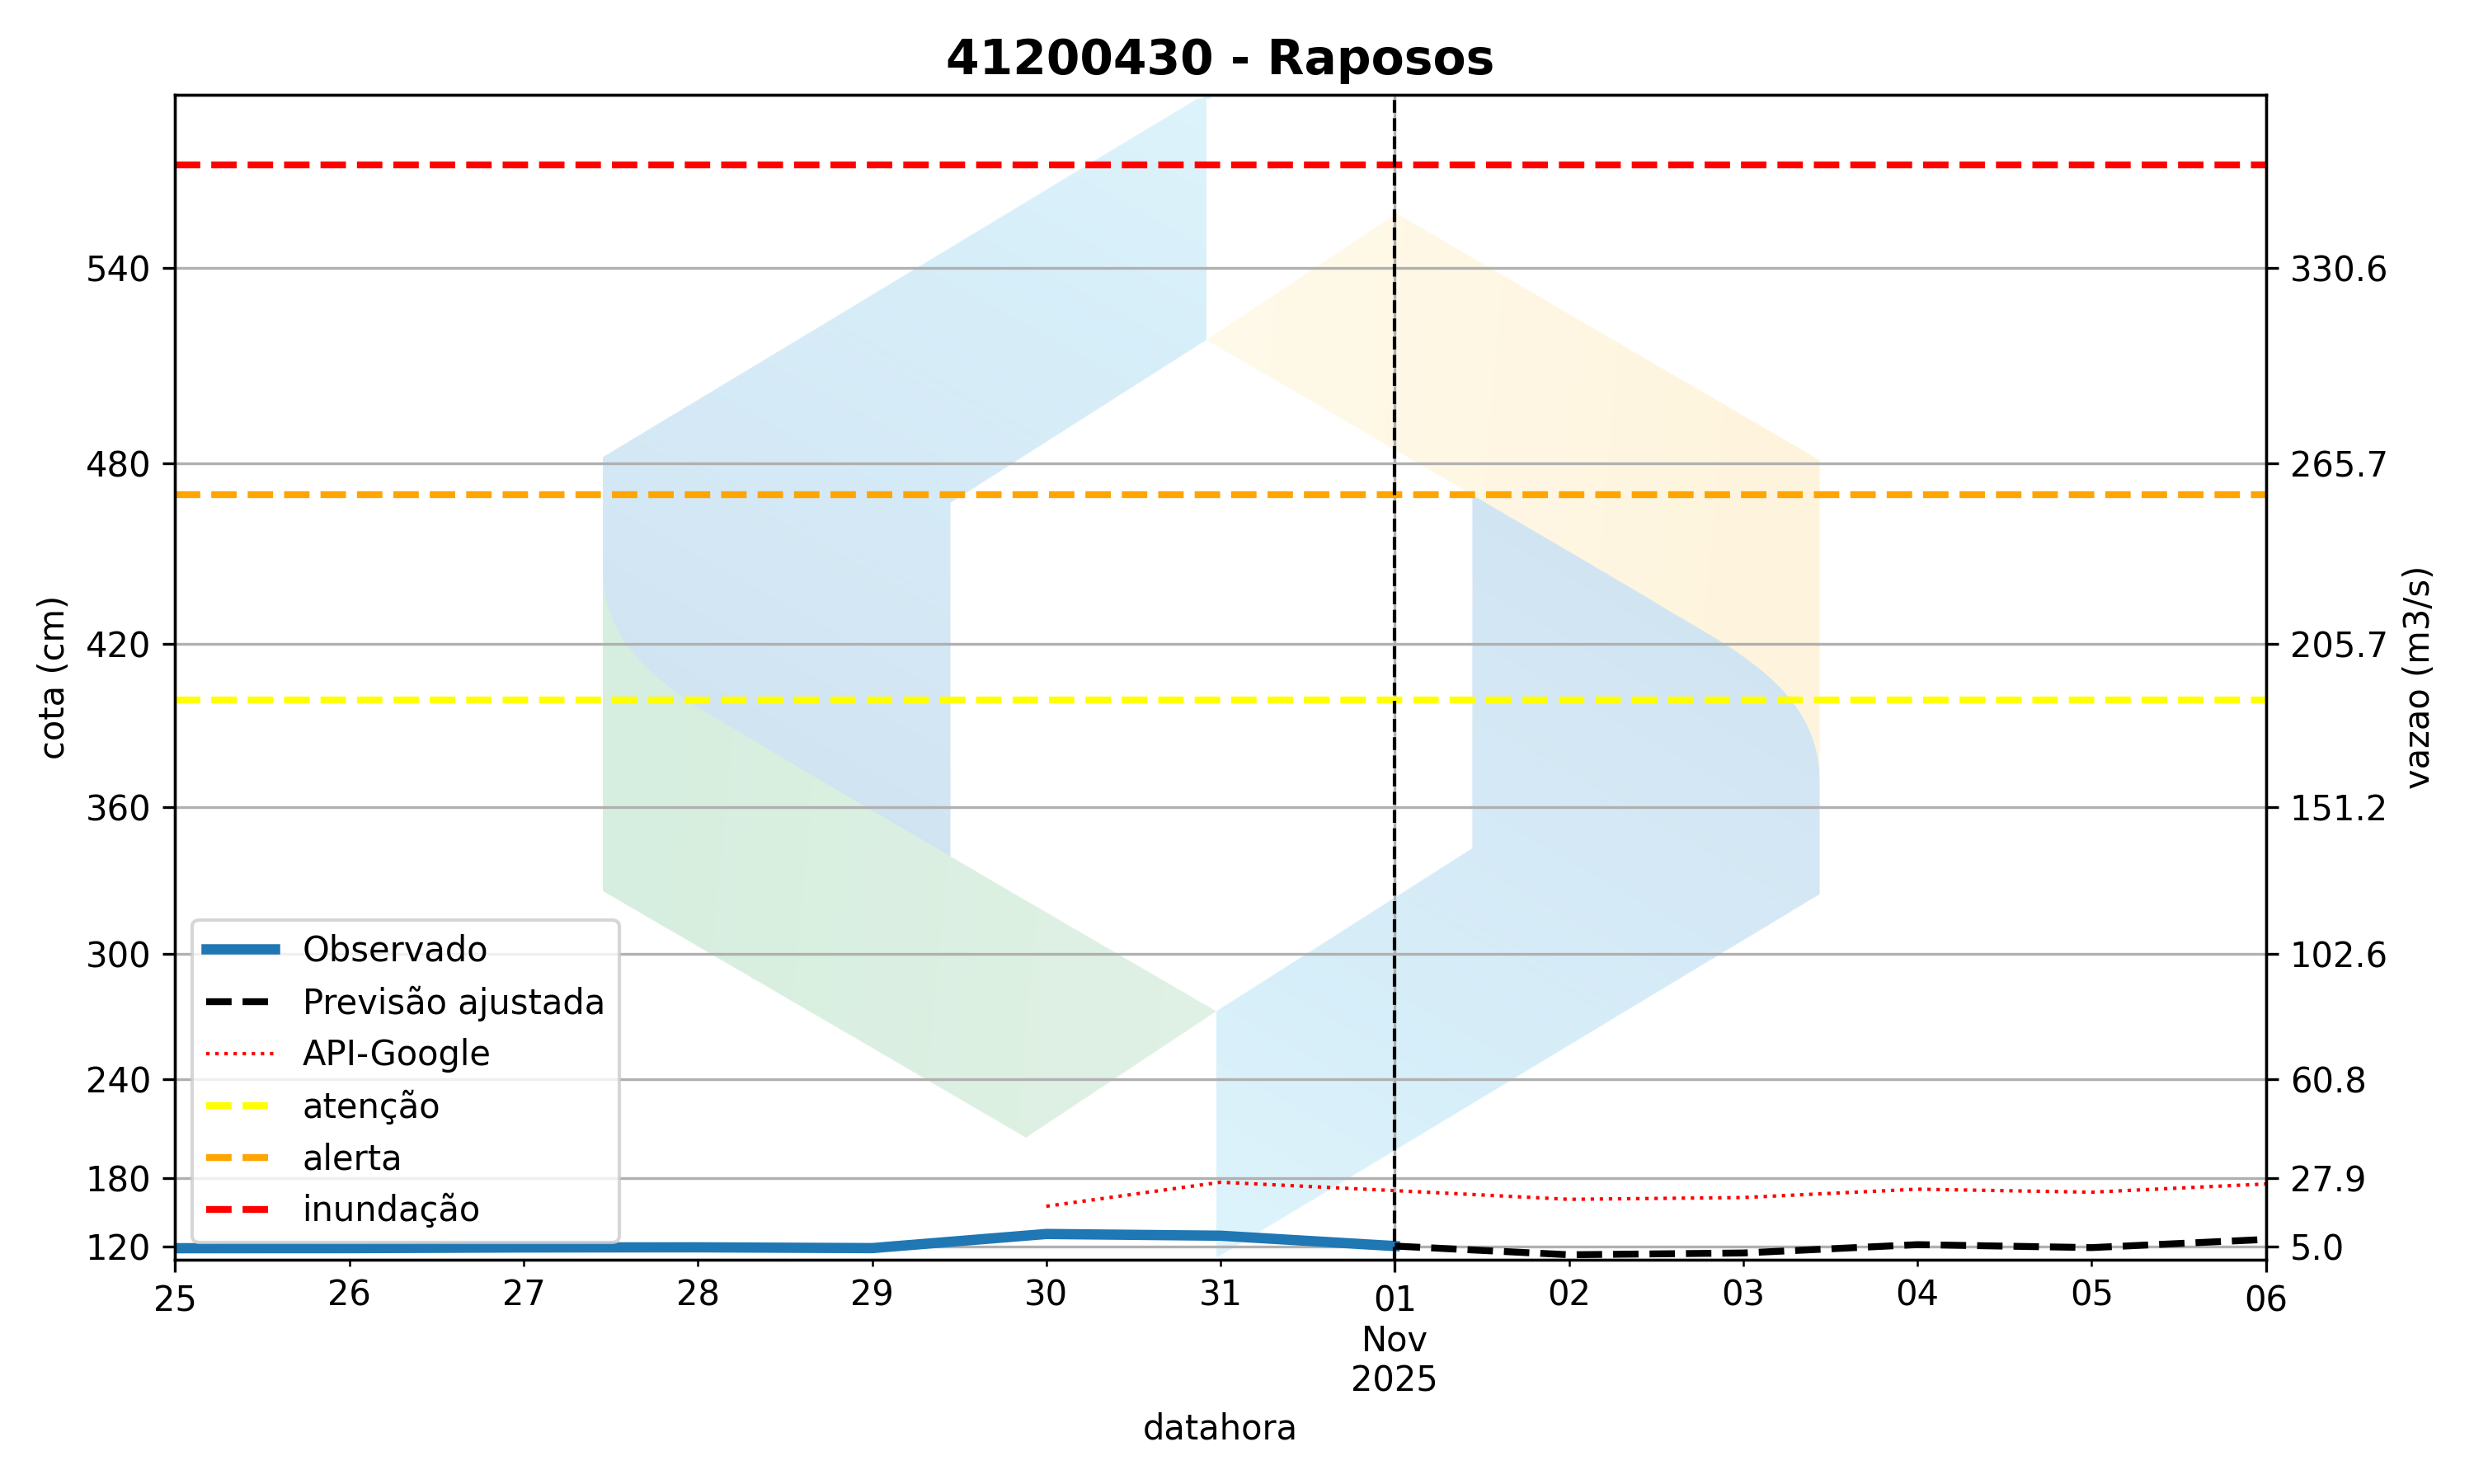 41200430 - Raposos
cota (cm)
540
480
420
360
300
240
180
120
330.6
265.7
205.7
151.2
102.6
60.8
27.9
5.0
vazao (m3/s)
Observado
Previsão ajustada
API-Google
atenção
alerta
inundação
25 26 27 28 29 30 31 01 02 03 04 05 06
Nov
2025
datahora